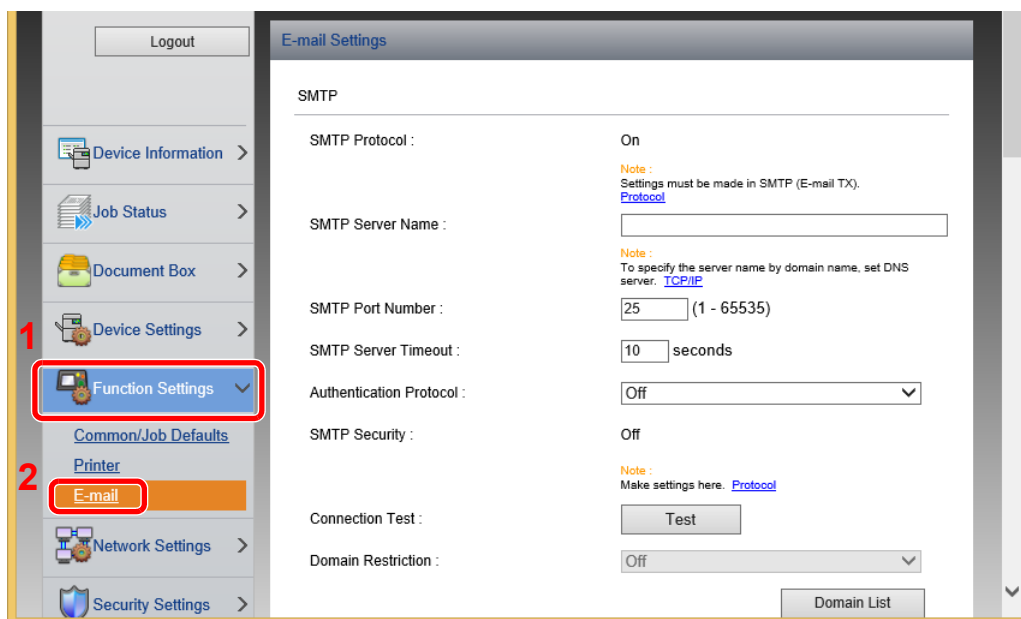 Logout
Device Information
Job Status
Document Box
1
Device Settings
Function Settings
Common/Job Defaults
Printer
2
E-mail
Network Settings
Security Settings
E-mail Settings
SMTP
SMTP Protocol : On
Note :
Settings must be made in SMTP (E-mail TX).
Protocol
SMTP Server Name :
Note :
To specify the server name by domain name, set DNS
server. TCP/IP
SMTP Port Number : 25 (1 - 65535)
SMTP Server Timeout : 10 seconds
Authentication Protocol : Off
SMTP Security : Off
Note :
Make settings here. Protocol
Connection Test : Test
Domain Restriction : Off
Domain List